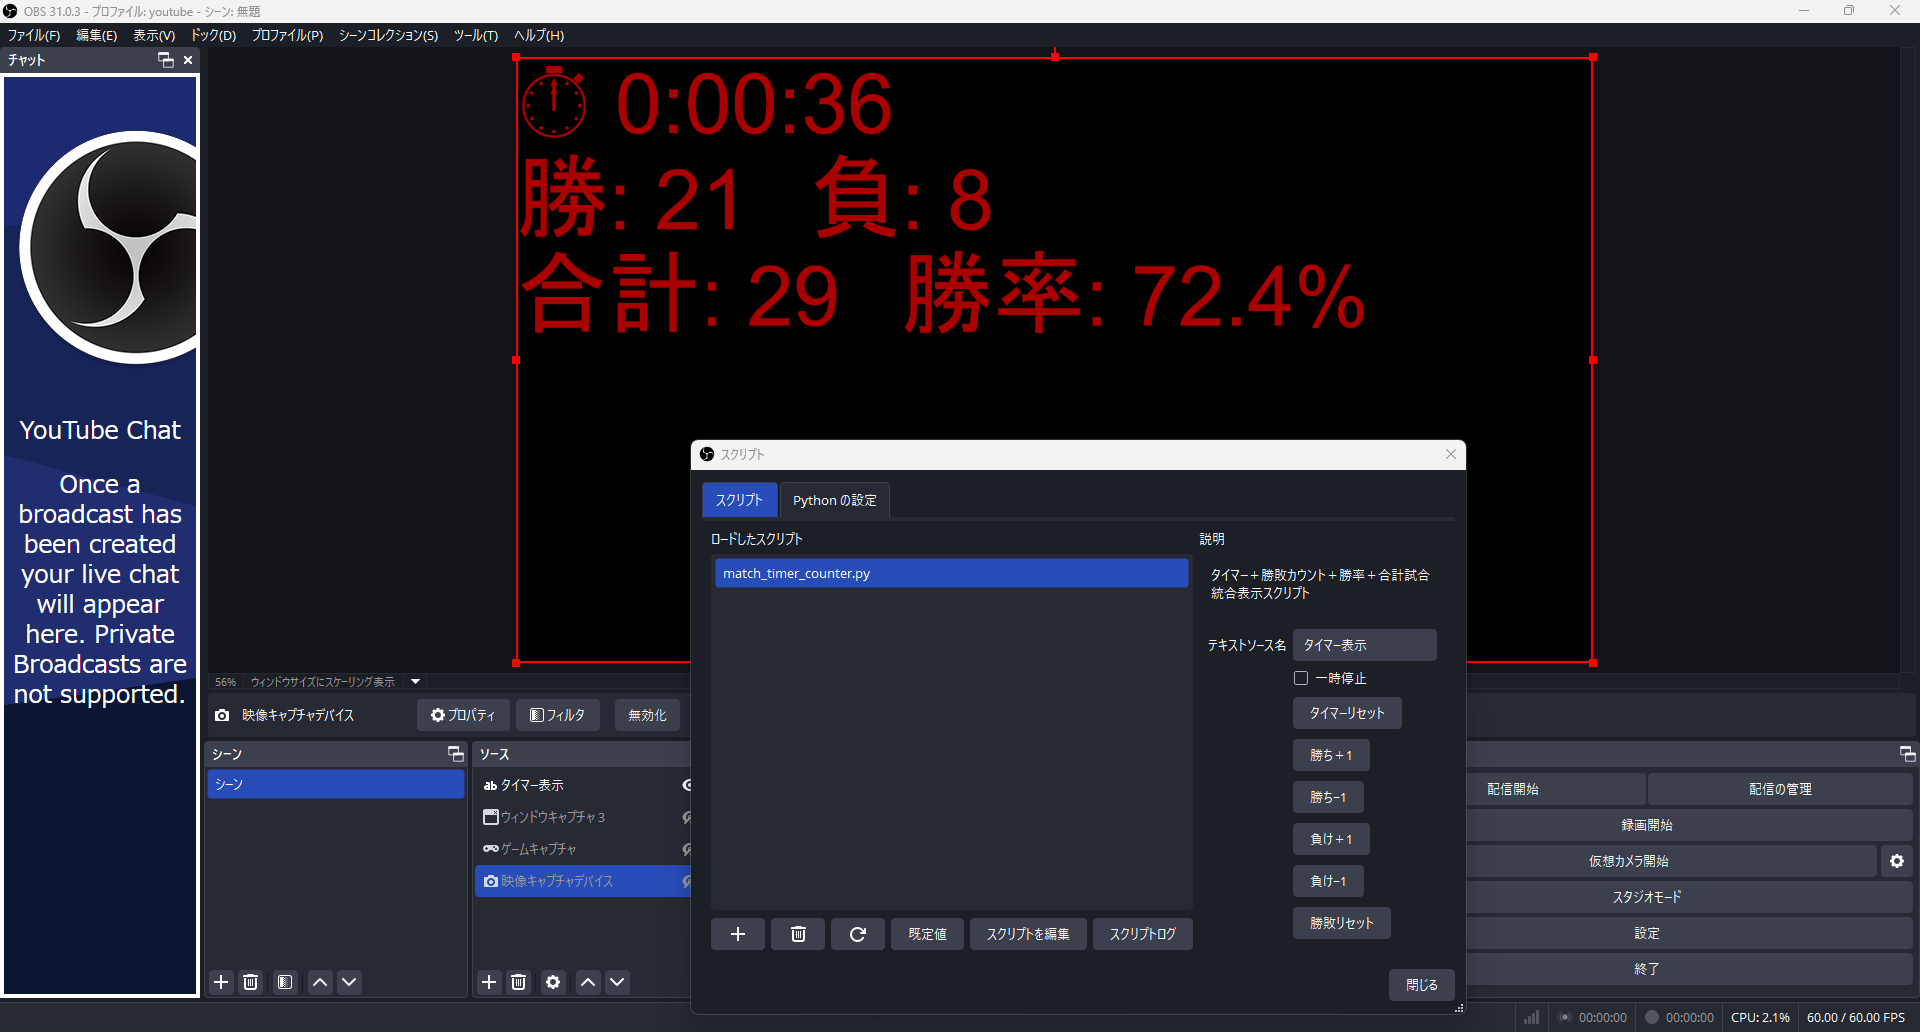 OBS 31.0.3 - プロファイル: youtube - シーン: 無題
ファイル(F) 編集(E) 表示(V) ドック(D) プロファイル(P) シーンコレクション(S) ツール(T) ヘルプ(H)
チャット
YouTube Chat
Once a
broadcast has
been created
your live chat
will appear
here. Private
Broadcasts are
not supported.
0:00:36
勝: 21 負: 8
合計: 29 勝率: 72.4%
56% ウィンドウサイズにスケーリング表示
映像キャプチャデバイス プロパティ フィルタ 無効化
シーン
シーン
ソース
ab タイマー表示
ウィンドウキャプチャ 3
ゲームキャプチャ
映像キャプチャデバイス
スクリプト
スクリプト Python の設定
ロードしたスクリプト
match_timer_counter.py
既定値 スクリプトを編集 スクリプトログ
説明
タイマー＋勝敗カウント＋勝率＋合計試合
統合表示スクリプト
テキストソース名 タイマー表示
一時停止
タイマーリセット
勝ち＋1
勝ち−1
負け＋1
負け−1
勝敗リセット
閉じる
配信開始 配信の管理
録画開始
仮想カメラ開始
スタジオモード
設定
終了
00:00:00 00:00:00 CPU: 2.1% 60.00 / 60.00 FPS